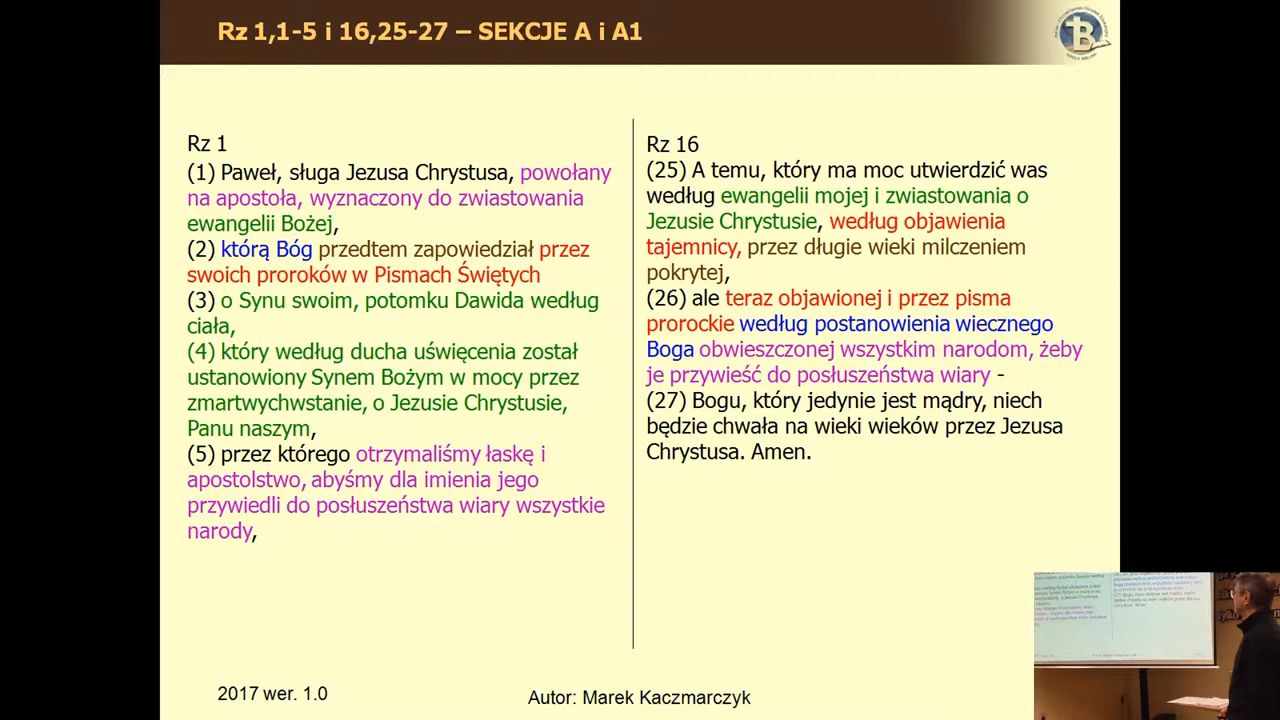 Rz 1,1-5 i 16,25-27 – SEKCJE A i A1
Rz 1
(1) Paweł, sługa Jezusa Chrystusa, powołany
na apostoła, wyznaczony do zwiastowania
ewangelii Bożej,
(2) którą Bóg przedtem zapowiedział przez
swoich proroków w Pismach Świętych
(3) o Synu swoim, potomku Dawida według
ciała,
(4) który według ducha uświęcenia został
ustanowiony Synem Bożym w mocy przez
zmartwychwstanie, o Jezusie Chrystusie,
Panu naszym,
(5) przez którego otrzymaliśmy łaskę i
apostolstwo, abyśmy dla imienia jego
przywiedli do posłuszeństwa wiary wszystkie
narody,
Rz 16
(25) A temu, który ma moc utwierdzić was
według ewangelii mojej i zwiastowania o
Jezusie Chrystusie, według objawienia
tajemnicy, przez długie wieki milczeniem
pokrytej,
(26) ale teraz objawionej i przez pisma
prorockie według postanowienia wiecznego
Boga obwieszczonej wszystkim narodom, żeby
je przywieść do posłuszeństwa wiary -
(27) Bogu, który jedynie jest mądry, niech
będzie chwała na wieki wieków przez Jezusa
Chrystusa. Amen.
2017 wer. 1.0
Autor: Marek Kaczmarczyk